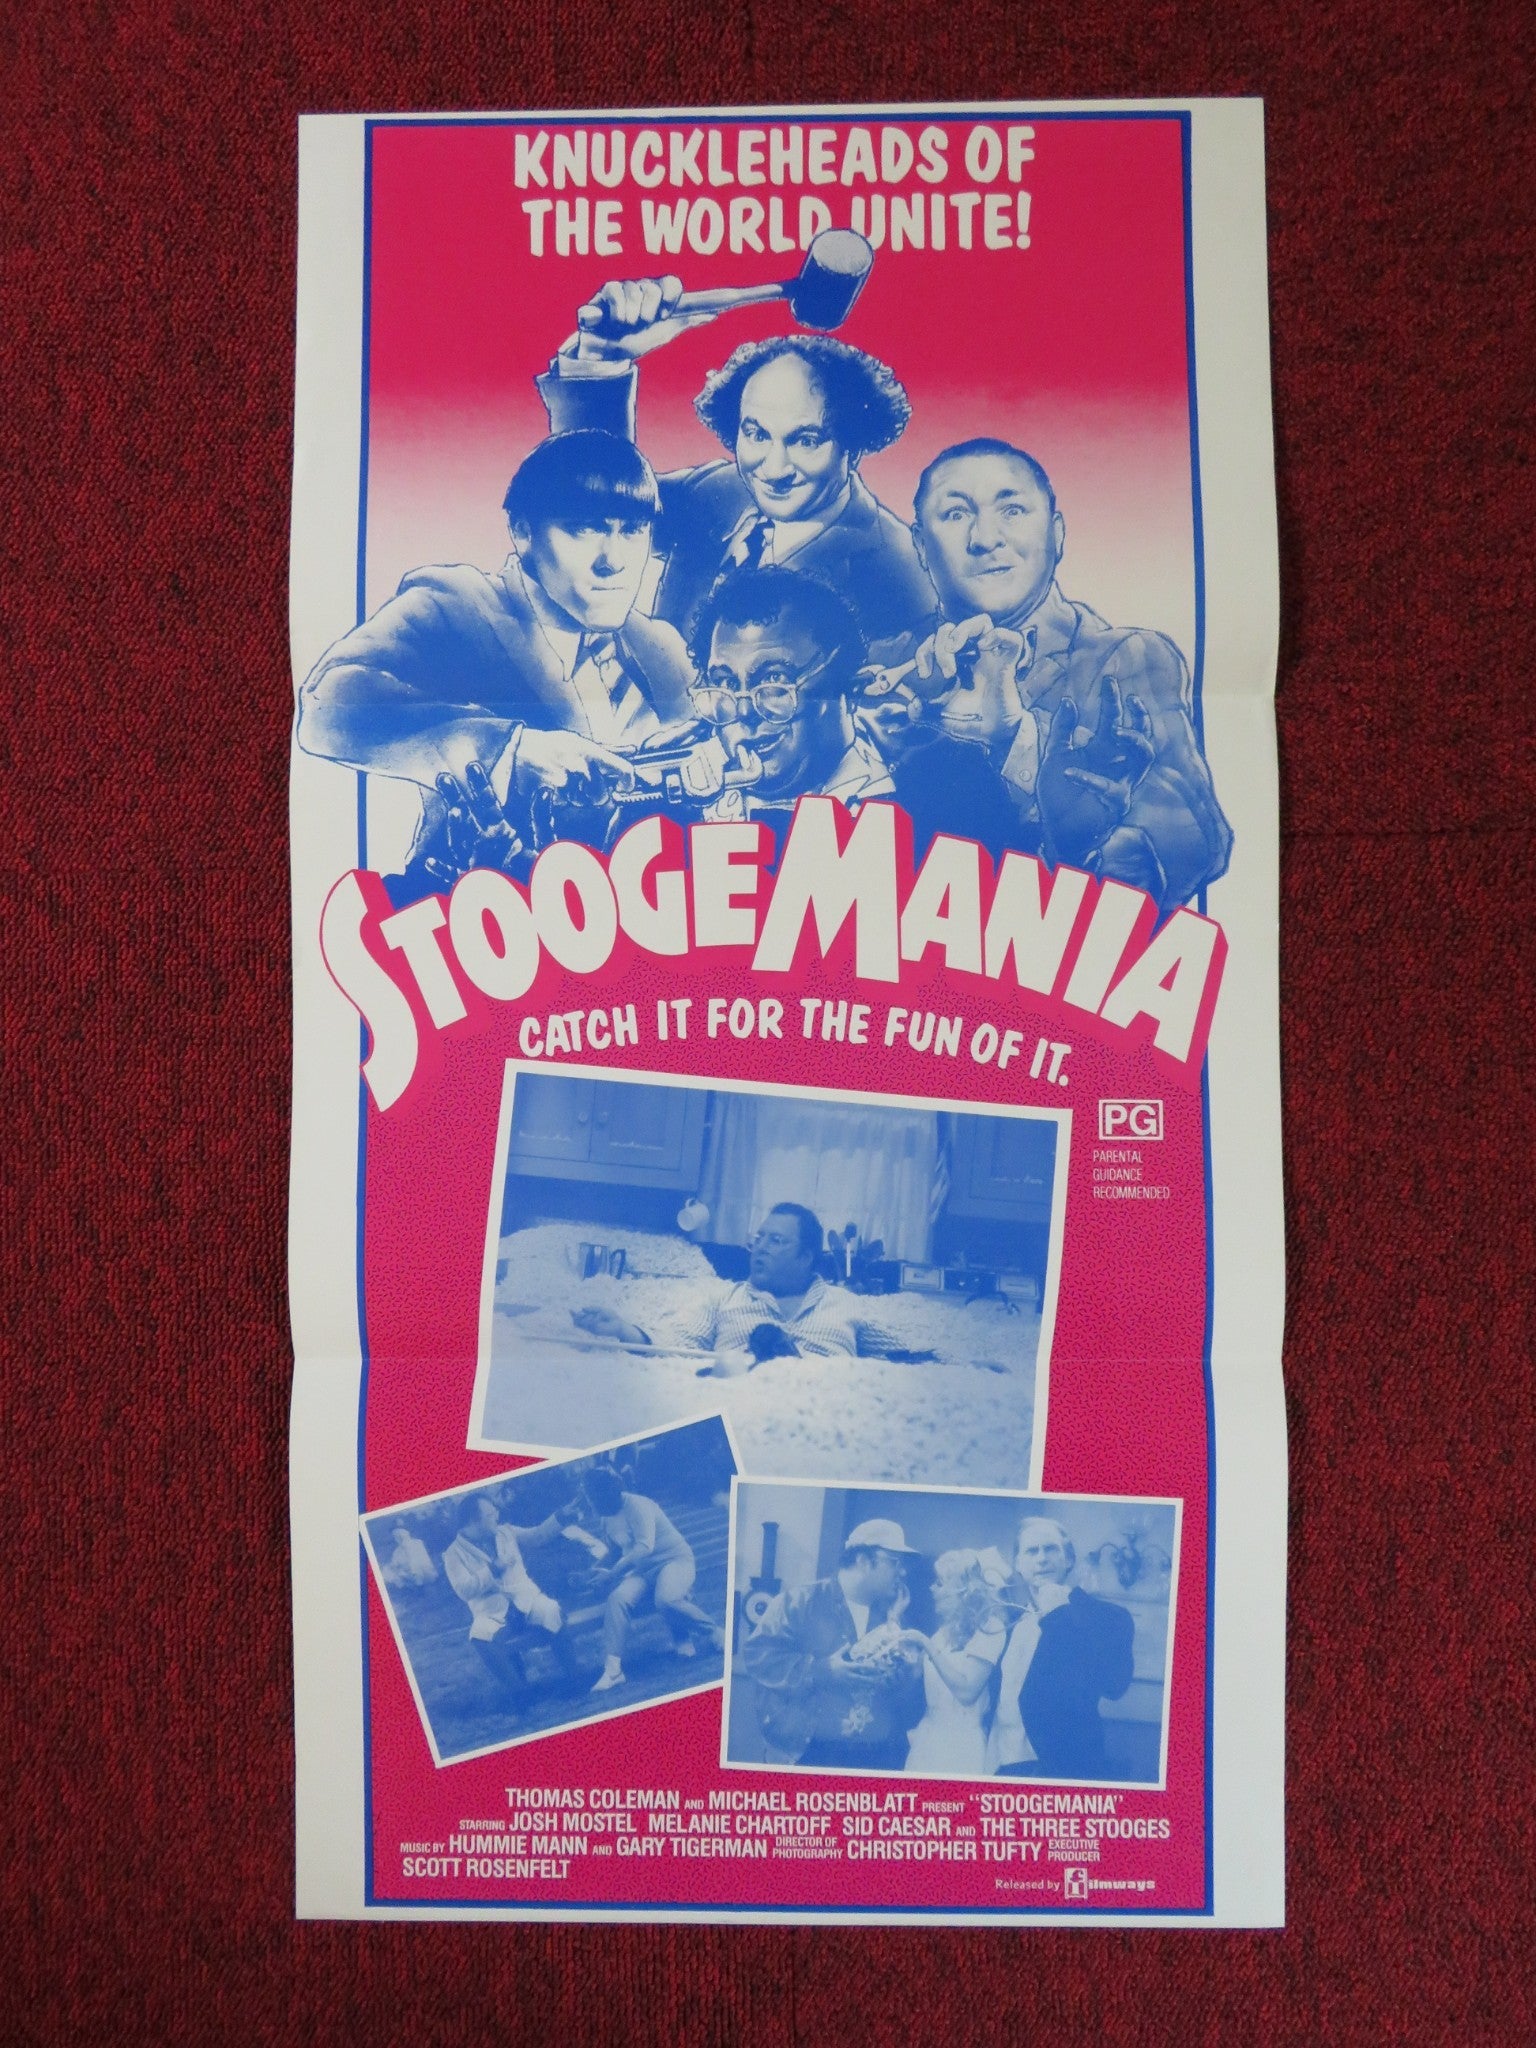 KNUCKLEHEADS OF
THE WORLD UNITE!
STOOGEMANIA
CATCH IT FOR THE FUN OF IT.
PG
PARENTAL
GUIDANCE
RECOMMENDED
THOMAS COLEMAN AND MICHAEL ROSENBLATT PRESENT "STOOGEMANIA"
STARRING JOSH MOSTEL MELANIE CHARTOFF SID CAESAR AND THE THREE STOOGES
MUSIC BY HUMMIE MANN AND GARY TIGERMAN DIRECTOR OF PHOTOGRAPHY CHRISTOPHER TUFTY EXECUTIVE PRODUCER
SCOTT ROSENFELT
Released by filmways